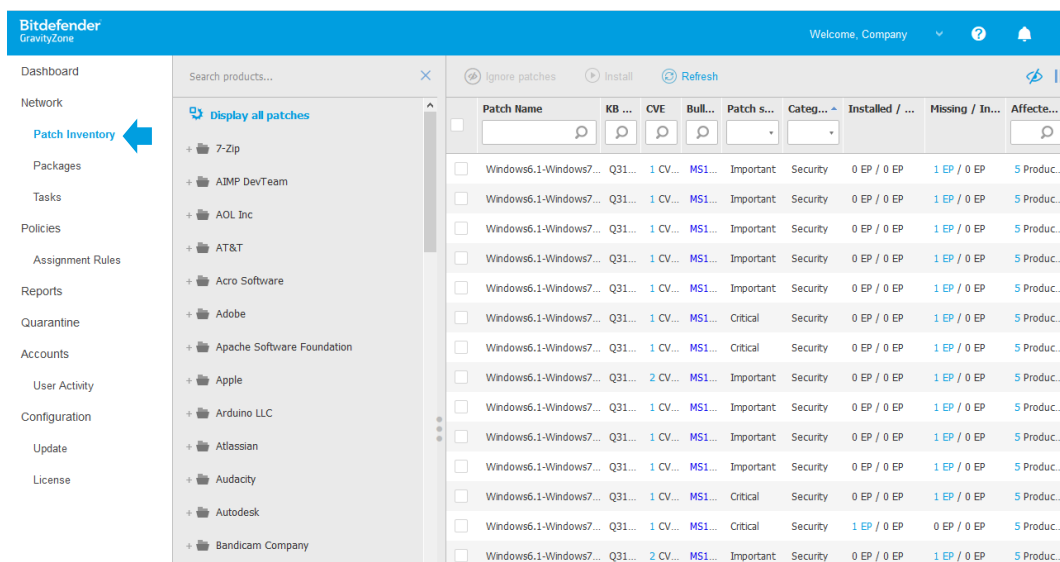 Bitdefender
GravityZone
Welcome, Company
Dashboard
Network
Patch Inventory
Packages
Tasks
Policies
Assignment Rules
Reports
Quarantine
Accounts
User Activity
Configuration
Update
License
Search products...
Display all patches
7-Zip
AIMP DevTeam
AOL Inc
AT&T
Acro Software
Adobe
Apache Software Foundation
Apple
Arduino LLC
Atlassian
Audacity
Autodesk
Bandicam Company
Ignore patches Install Refresh
Patch Name KB ... CVE Bull... Patch s... Categ... Installed / ... Missing / In... Affecte...
Windows6.1-Windows7... Q31... 1 CV... MS1... Important Security 0 EP / 0 EP 1 EP / 0 EP 5 Produc...
Windows6.1-Windows7... Q31... 1 CV... MS1... Important Security 0 EP / 0 EP 1 EP / 0 EP 5 Produc...
Windows6.1-Windows7... Q31... 1 CV... MS1... Important Security 0 EP / 0 EP 1 EP / 0 EP 5 Produc...
Windows6.1-Windows7... Q31... 1 CV... MS1... Important Security 0 EP / 0 EP 1 EP / 0 EP 5 Produc...
Windows6.1-Windows7... Q31... 1 CV... MS1... Important Security 0 EP / 0 EP 1 EP / 0 EP 5 Produc...
Windows6.1-Windows7... Q31... 1 CV... MS1... Critical Security 0 EP / 0 EP 1 EP / 0 EP 5 Produc...
Windows6.1-Windows7... Q31... 1 CV... MS1... Critical Security 0 EP / 0 EP 1 EP / 0 EP 5 Produc...
Windows6.1-Windows7... Q31... 2 CV... MS1... Important Security 0 EP / 0 EP 1 EP / 0 EP 5 Produc...
Windows6.1-Windows7... Q31... 1 CV... MS1... Important Security 0 EP / 0 EP 1 EP / 0 EP 5 Produc...
Windows6.1-Windows7... Q31... 1 CV... MS1... Important Security 0 EP / 0 EP 1 EP / 0 EP 5 Produc...
Windows6.1-Windows7... Q31... 1 CV... MS1... Important Security 0 EP / 0 EP 1 EP / 0 EP 5 Produc...
Windows6.1-Windows7... Q31... 1 CV... MS1... Critical Security 0 EP / 0 EP 1 EP / 0 EP 5 Produc...
Windows6.1-Windows7... Q31... 1 CV... MS1... Critical Security 1 EP / 0 EP 0 EP / 0 EP 5 Produc...
Windows6.1-Windows7... Q31... 2 CV... MS1... Important Security 0 EP / 0 EP 1 EP / 0 EP 5 Produc...